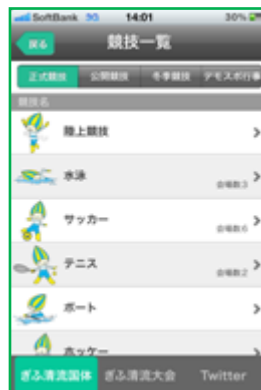 SoftBank 3G 14:01 30%
戻る 競技一覧
正式競技 公開競技 冬季競技 デモスポ行事
競技名
陸上競技
水泳
会場数:3
サッカー
会場数:6
テニス
会場数:2
ボート
ホッケー
ぎふ清流国体 ぎふ清流大会 Twitter